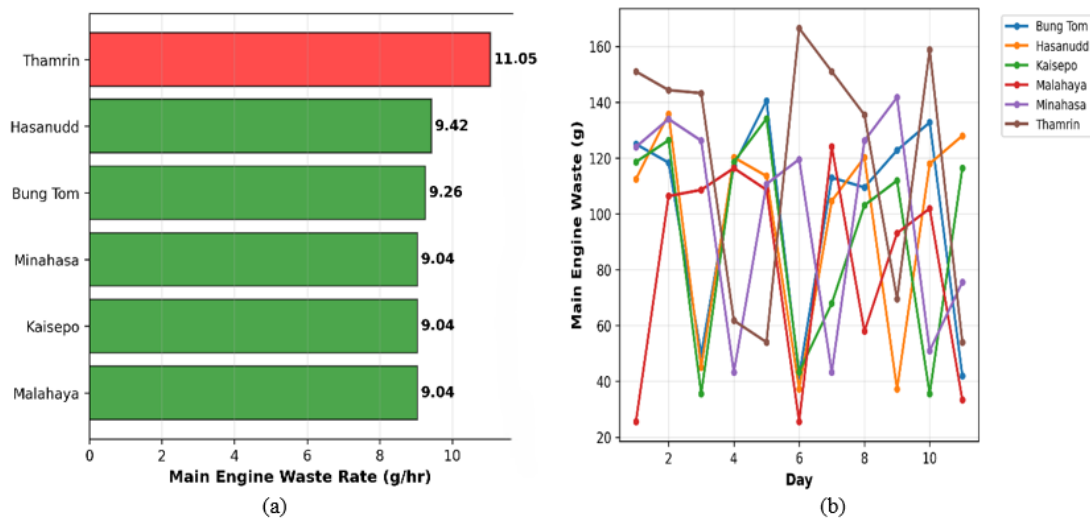 Thamrin
11.05
Hasanudd
9.42
Bung Tom
9.26
Minahasa
9.04
Kaisepo
9.04
Malahaya
9.04
0 2 4 6 8 10
Main Engine Waste Rate (g/hr)
(a)
Main Engine Waste (g)
160
140
120
100
80
60
40
20
2 4 6 8 10
Day
(b)
Bung Tom
Hasanudd
Kaisepo
Malahaya
Minahasa
Thamrin